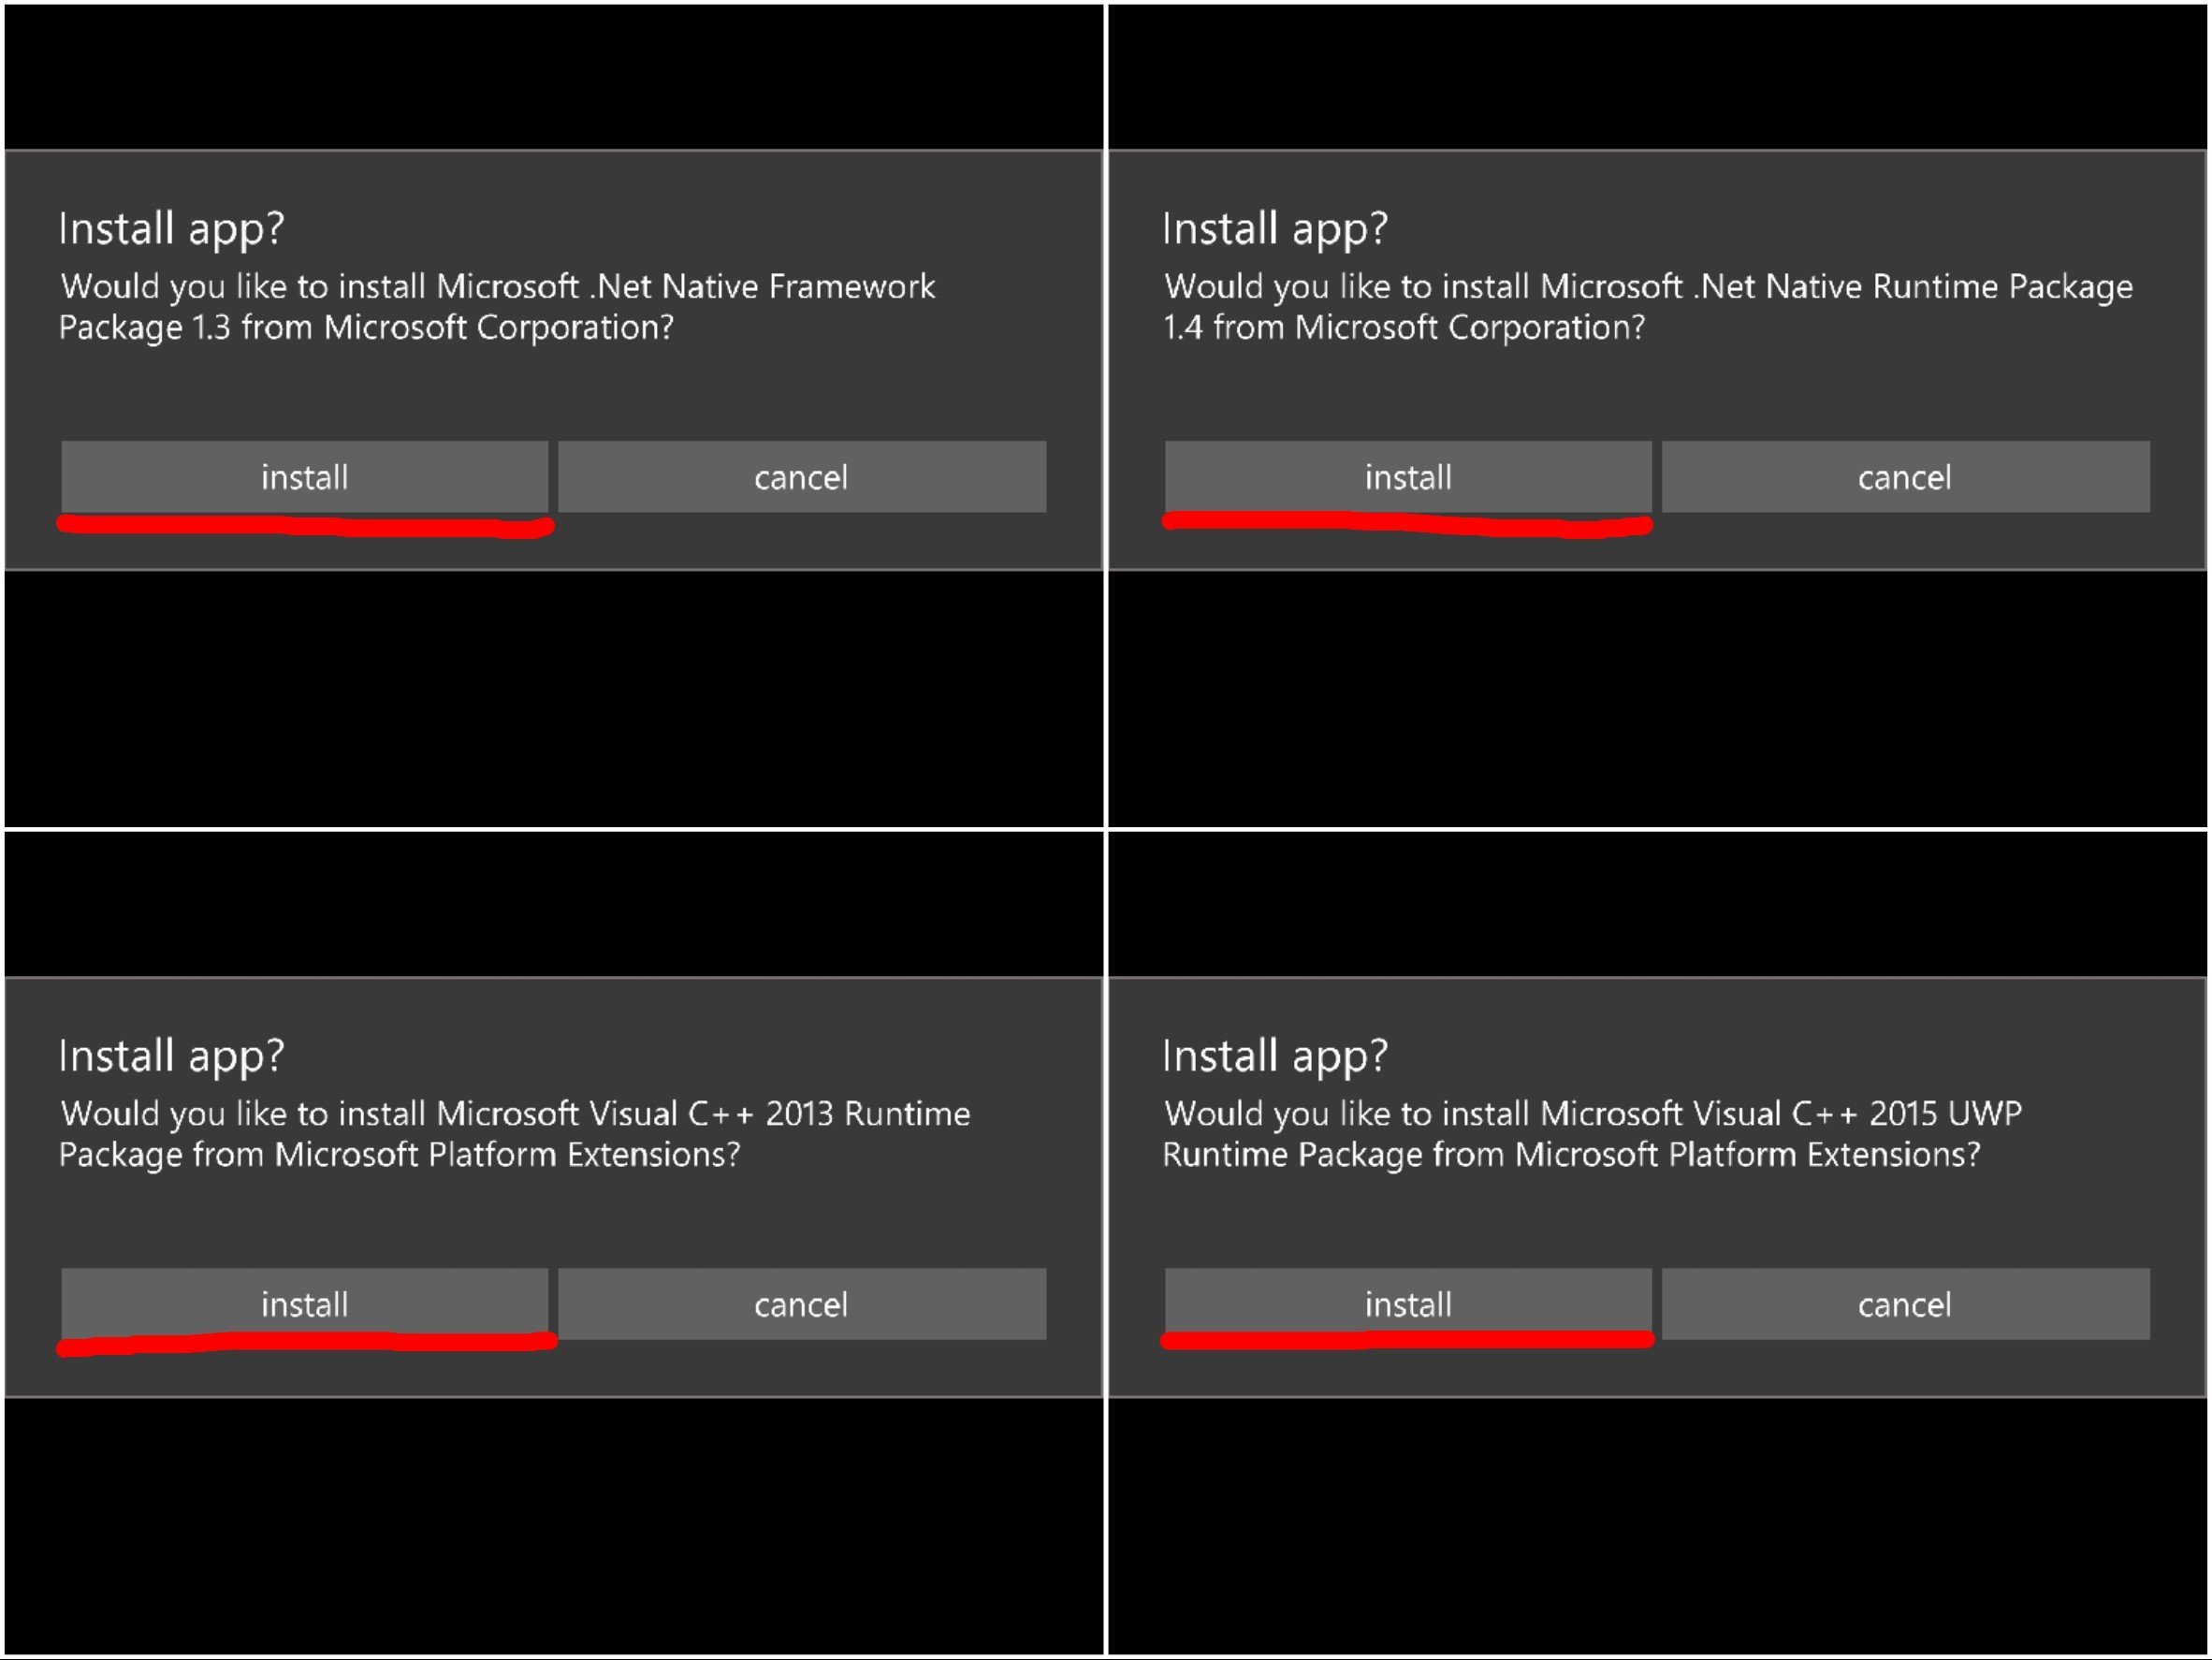 Install app?
Would you like to install Microsoft .Net Native Framework
Package 1.3 from Microsoft Corporation?
install
cancel
Install app?
Would you like to install Microsoft .Net Native Runtime Package
1.4 from Microsoft Corporation?
install
cancel
Install app?
Would you like to install Microsoft Visual C++ 2013 Runtime
Package from Microsoft Platform Extensions?
install
cancel
Install app?
Would you like to install Microsoft Visual C++ 2015 UWP
Runtime Package from Microsoft Platform Extensions?
install
cancel